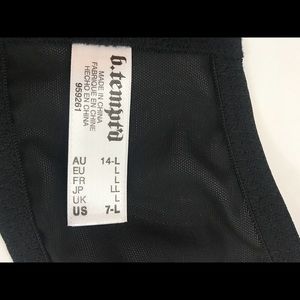 b.tempt'd
MADE IN CHINA
FABRIQUÉ EN CHINE
HECHO EN CHINA
959261
AU 14-L
EU L
FR L
JP LL
UK L
US 7-L